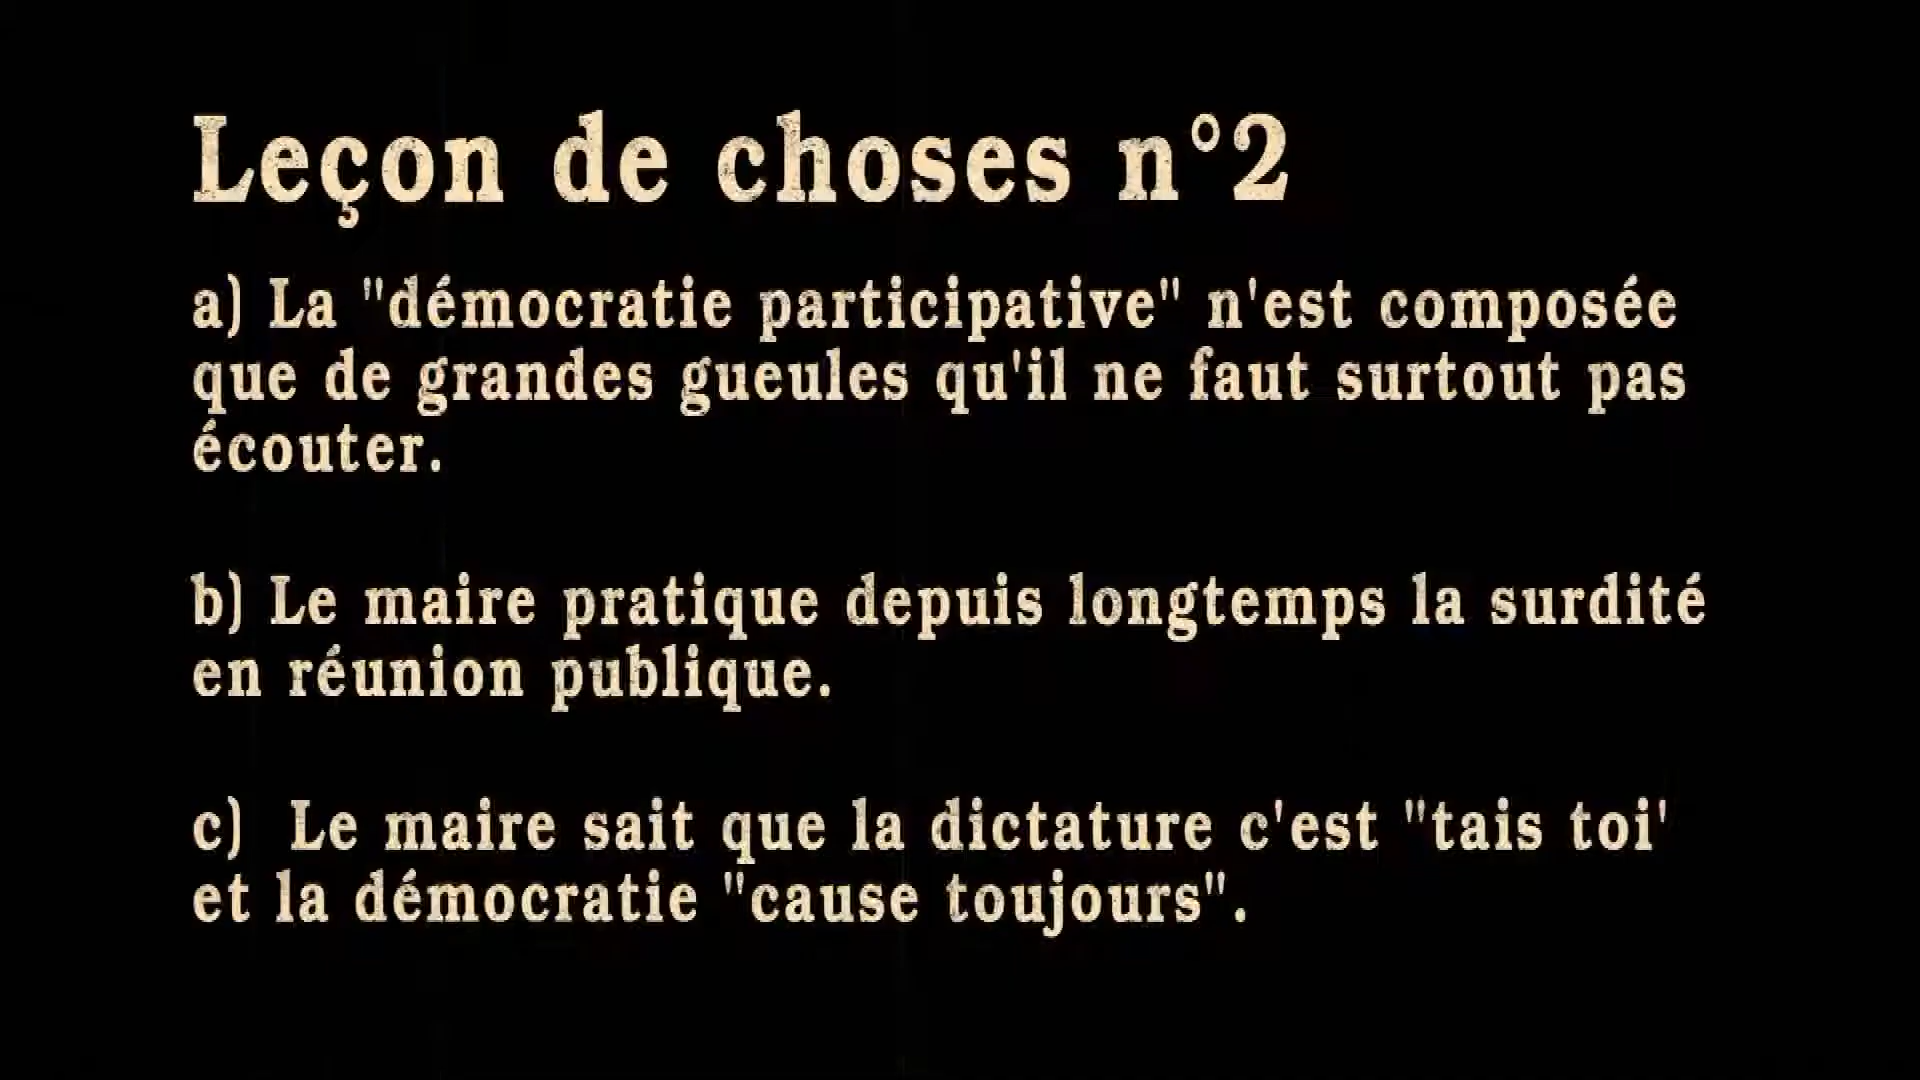 Leçon de choses n°2
a) La "démocratie participative" n'est composée
que de grandes gueules qu'il ne faut surtout pas
écouter.
b) Le maire pratique depuis longtemps la surdité
en réunion publique.
c)  Le maire sait que la dictature c'est "tais toi'
et la démocratie "cause toujours".